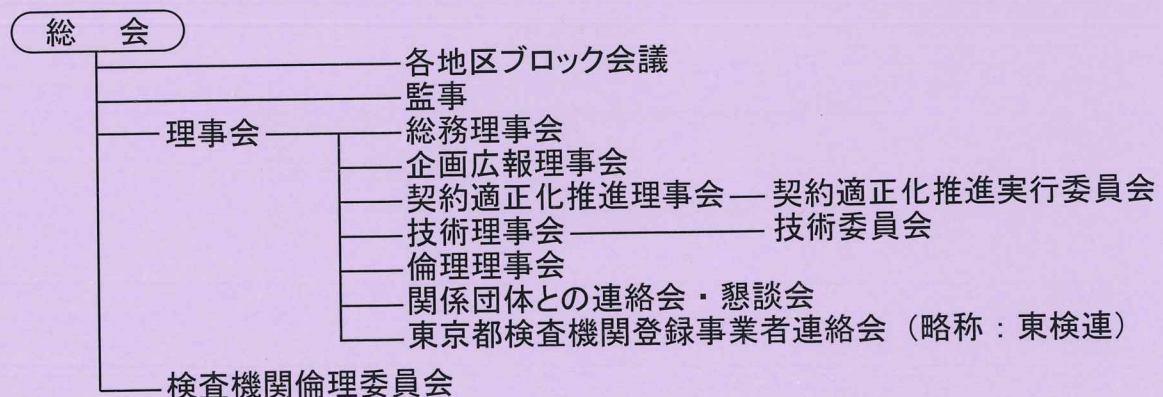 総 会
各地区ブロック会議
監事
理事会 総務理事会
企画広報理事会
契約適正化推進理事会 契約適正化推進実行委員会
技術理事会 技術委員会
倫理理事会
関係団体との連絡会・懇談会
東京都検査機関登録事業者連絡会（略称：東検連）
検査機関倫理委員会